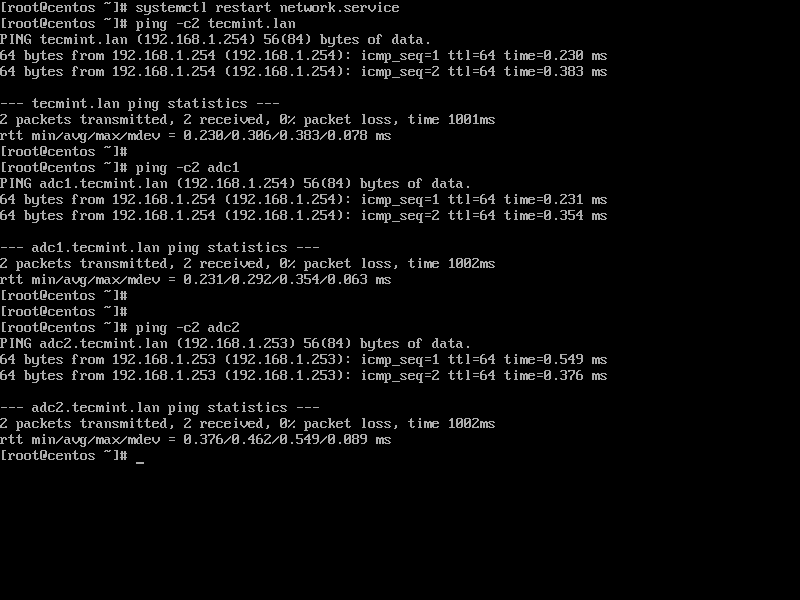 [root@centos ~]# systemctl restart network.service
[root@centos ~]# ping -c2 tecmint.lan
PING tecmint.lan (192.168.1.254) 56(84) bytes of data.
64 bytes from 192.168.1.254 (192.168.1.254): icmp_seq=1 ttl=64 time=0.230 ms
64 bytes from 192.168.1.254 (192.168.1.254): icmp_seq=2 ttl=64 time=0.383 ms
--- tecmint.lan ping statistics ---
2 packets transmitted, 2 received, 0% packet loss, time 1001ms
rtt min/avg/max/mdev = 0.230/0.306/0.383/0.078 ms
[root@centos ~]#
[root@centos ~]# ping -c2 adc1
PING adc1.tecmint.lan (192.168.1.254) 56(84) bytes of data.
64 bytes from 192.168.1.254 (192.168.1.254): icmp_seq=1 ttl=64 time=0.231 ms
64 bytes from 192.168.1.254 (192.168.1.254): icmp_seq=2 ttl=64 time=0.354 ms
--- adc1.tecmint.lan ping statistics ---
2 packets transmitted, 2 received, 0% packet loss, time 1002ms
rtt min/avg/max/mdev = 0.231/0.292/0.354/0.063 ms
[root@centos ~]#
[root@centos ~]#
[root@centos ~]# ping -c2 adc2
PING adc2.tecmint.lan (192.168.1.253) 56(84) bytes of data.
64 bytes from 192.168.1.253 (192.168.1.253): icmp_seq=1 ttl=64 time=0.549 ms
64 bytes from 192.168.1.253 (192.168.1.253): icmp_seq=2 ttl=64 time=0.376 ms
--- adc2.tecmint.lan ping statistics ---
2 packets transmitted, 2 received, 0% packet loss, time 1002ms
rtt min/avg/max/mdev = 0.376/0.462/0.549/0.089 ms
[root@centos ~]# _